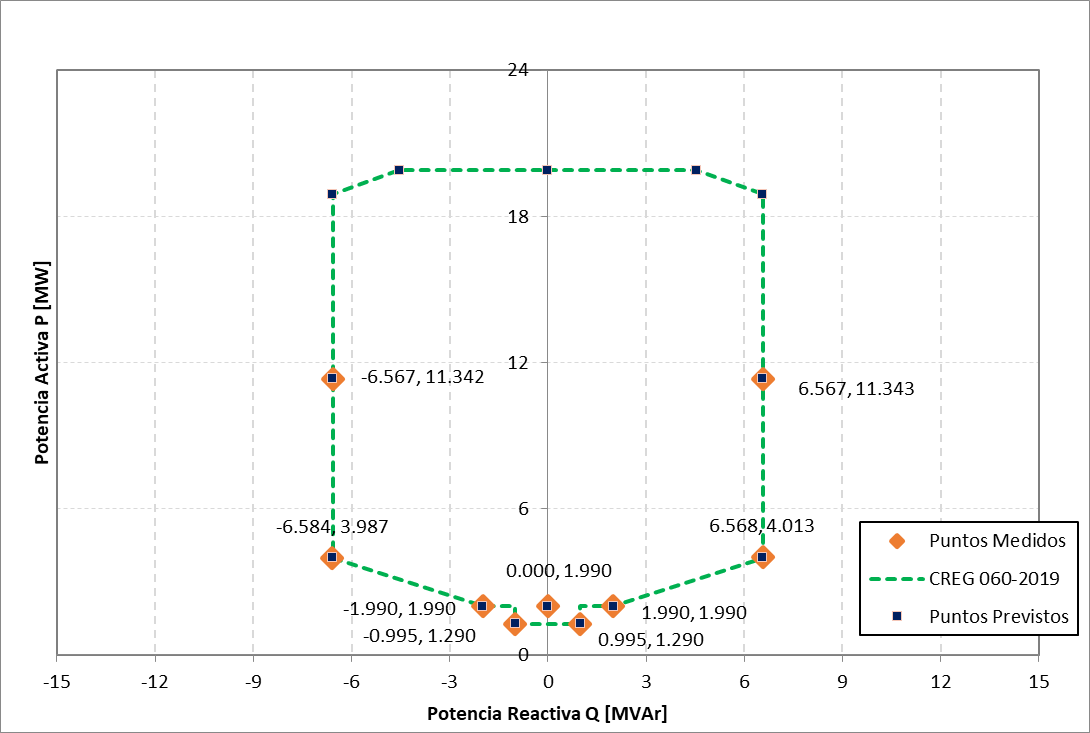 24
18
12
6
0
Potencia Activa P [MW]
-6.567, 11.342
6.567, 11.343
-6.584, 3.987
6.568, 4.013
0.000, 1.990
-1.990, 1.990
1.990, 1.990
-0.995, 1.290
0.995, 1.290
Puntos Medidos
CREG 060-2019
Puntos Previstos
-15 -12 -9 -6 -3 0 3 6 9 12 15
Potencia Reactiva Q [MVAr]